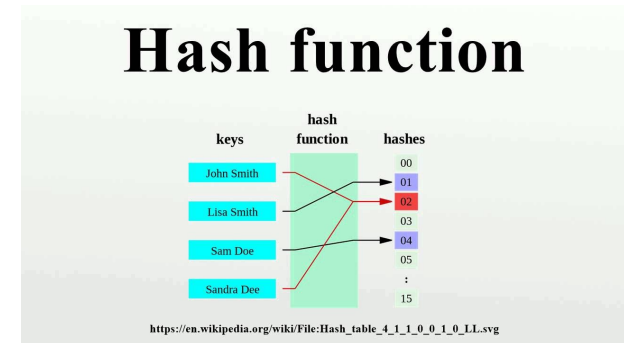 Hash function
hash
keys function hashes
00
John Smith
01
02
Lisa Smith
03
Sam Doe
04
05
Sandra Dee
:
15
https://en.wikipedia.org/wiki/File:Hash_table_4_1_1_0_0_1_0_LL.svg